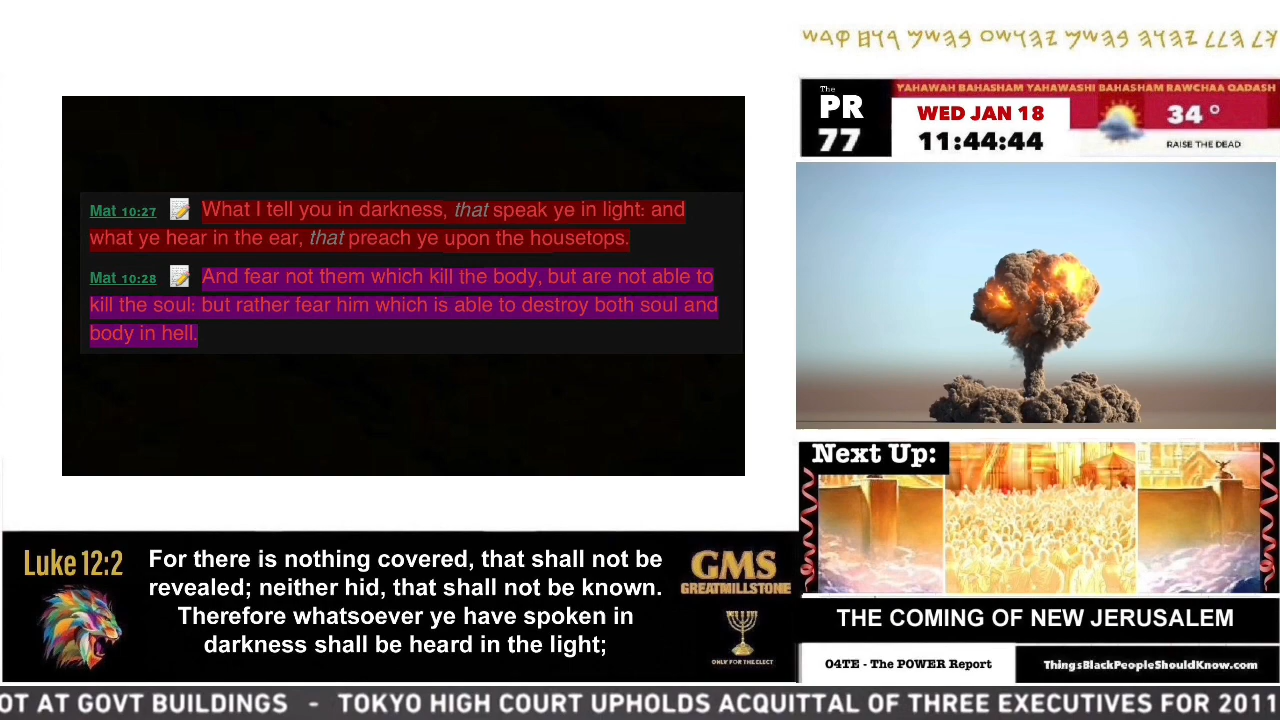 The
PR
77
YAHAWAH BAHASHAM YAHAWASHI BAHASHAM RAWCHAA QADASH
WED JAN 18
11:44:44
34°
RAISE THE DEAD
Mat 10:27 What I tell you in darkness, that speak ye in light: and
what ye hear in the ear, that preach ye upon the housetops.
Mat 10:28 And fear not them which kill the body, but are not able to
kill the soul: but rather fear him which is able to destroy both soul and
body in hell.
Next Up:
THE COMING OF NEW JERUSALEM
04TE - The POWER Report
ThingsBlackPeopleShouldKnow.com
Luke 12:2
For there is nothing covered, that shall not be
revealed; neither hid, that shall not be known.
Therefore whatsoever ye have spoken in
darkness shall be heard in the light;
GMS
GREATMILLSTONE
ONLY FOR THE ELECT
OT AT GOVT BUILDINGS - TOKYO HIGH COURT UPHOLDS ACQUITTAL OF THREE EXECUTIVES FOR 2011